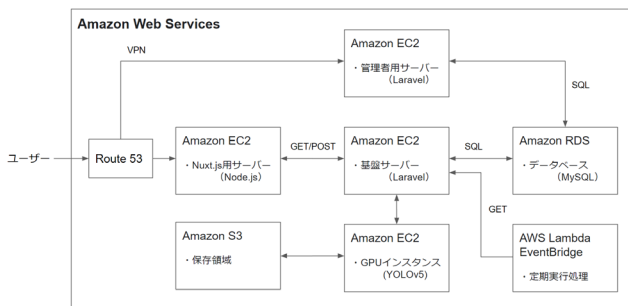 Amazon Web Services
VPN
Amazon EC2
・管理者用サーバー
（Laravel）
SQL
ユーザー
Route 53
Amazon EC2
・Nuxt.js用サーバー
（Node.js）
GET/POST
Amazon EC2
・基盤サーバー
（Laravel）
SQL
Amazon RDS
・データベース
（MySQL）
GET
Amazon S3
・保存領域
Amazon EC2
・GPUインスタンス
(YOLOv5)
AWS Lambda
EventBridge
・定期実行処理